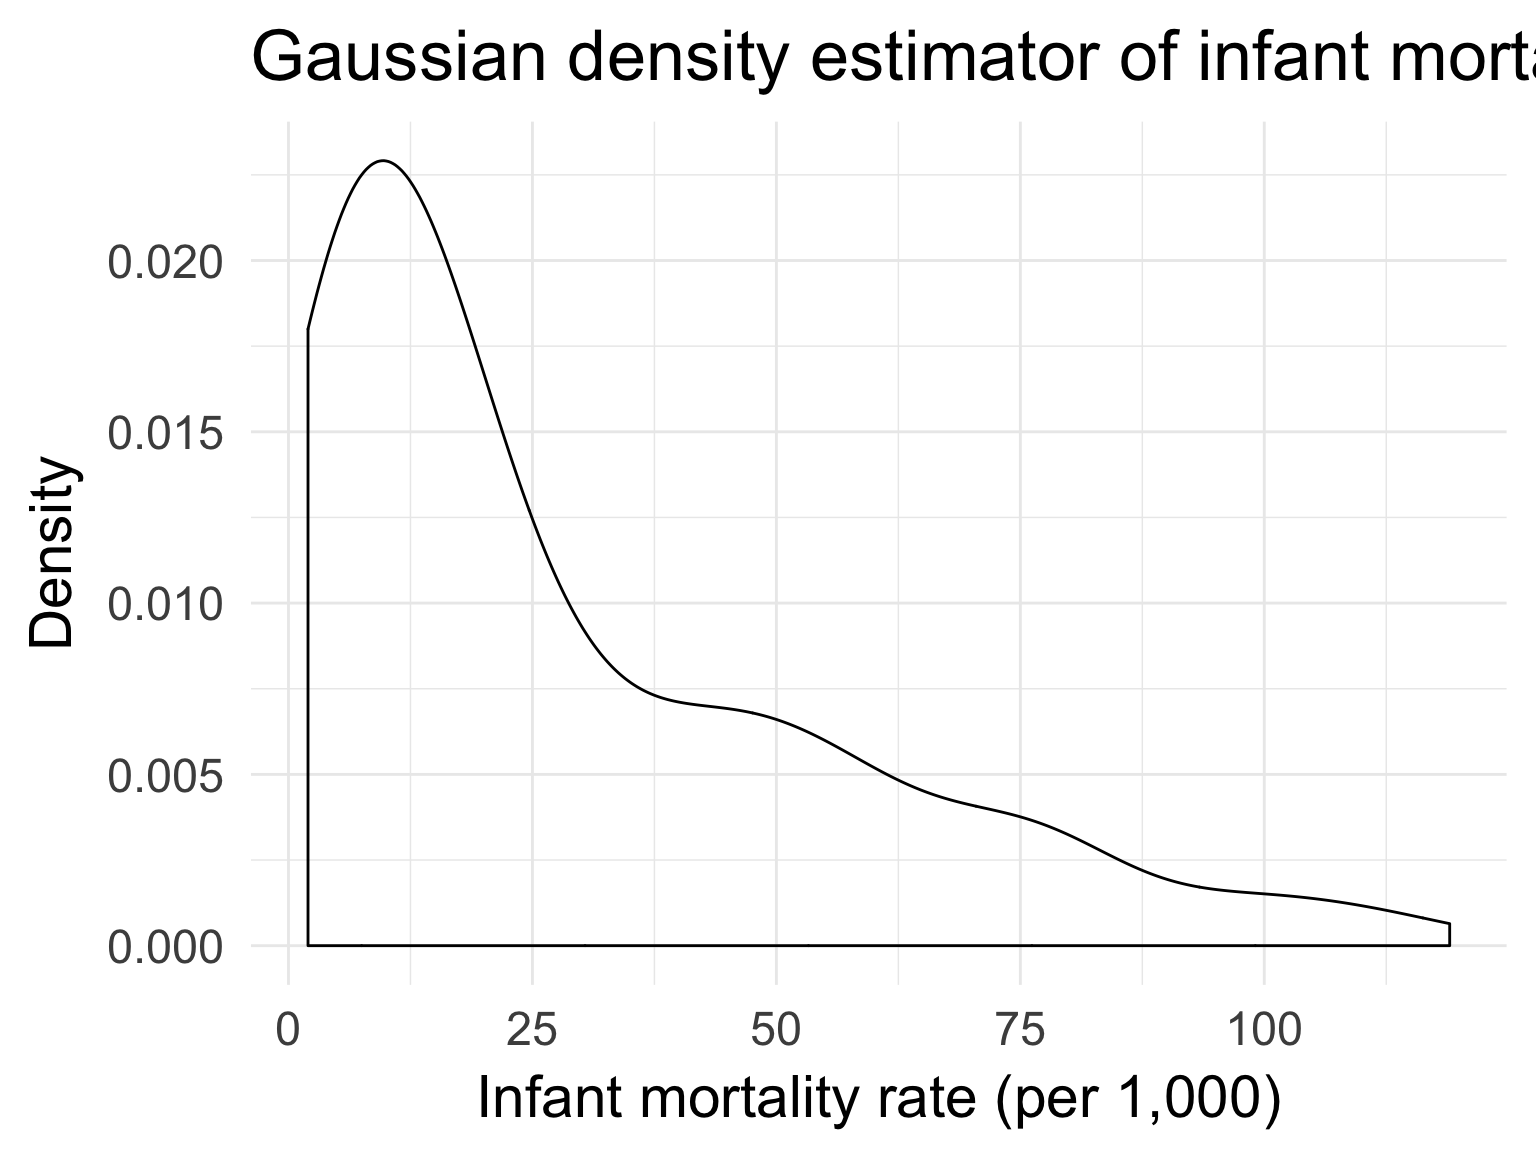 Gaussian density estimator of infant
0.020
0.015
0.010
0.005
0.000
Density
0 25 50 75 100
Infant mortality rate (per 1,000)